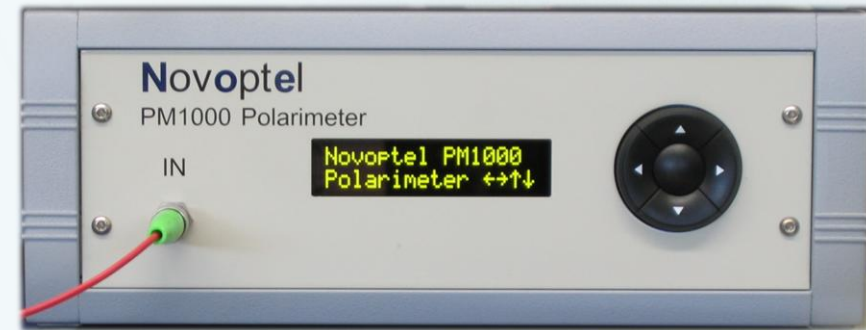 Novoptel
PM1000 Polarimeter
IN
Novoptel PM1000
Polarimeter ←→↑↓